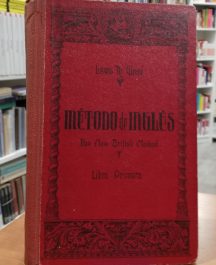 MÉTODO de INGLÉS
The New British Method
Libro Primero